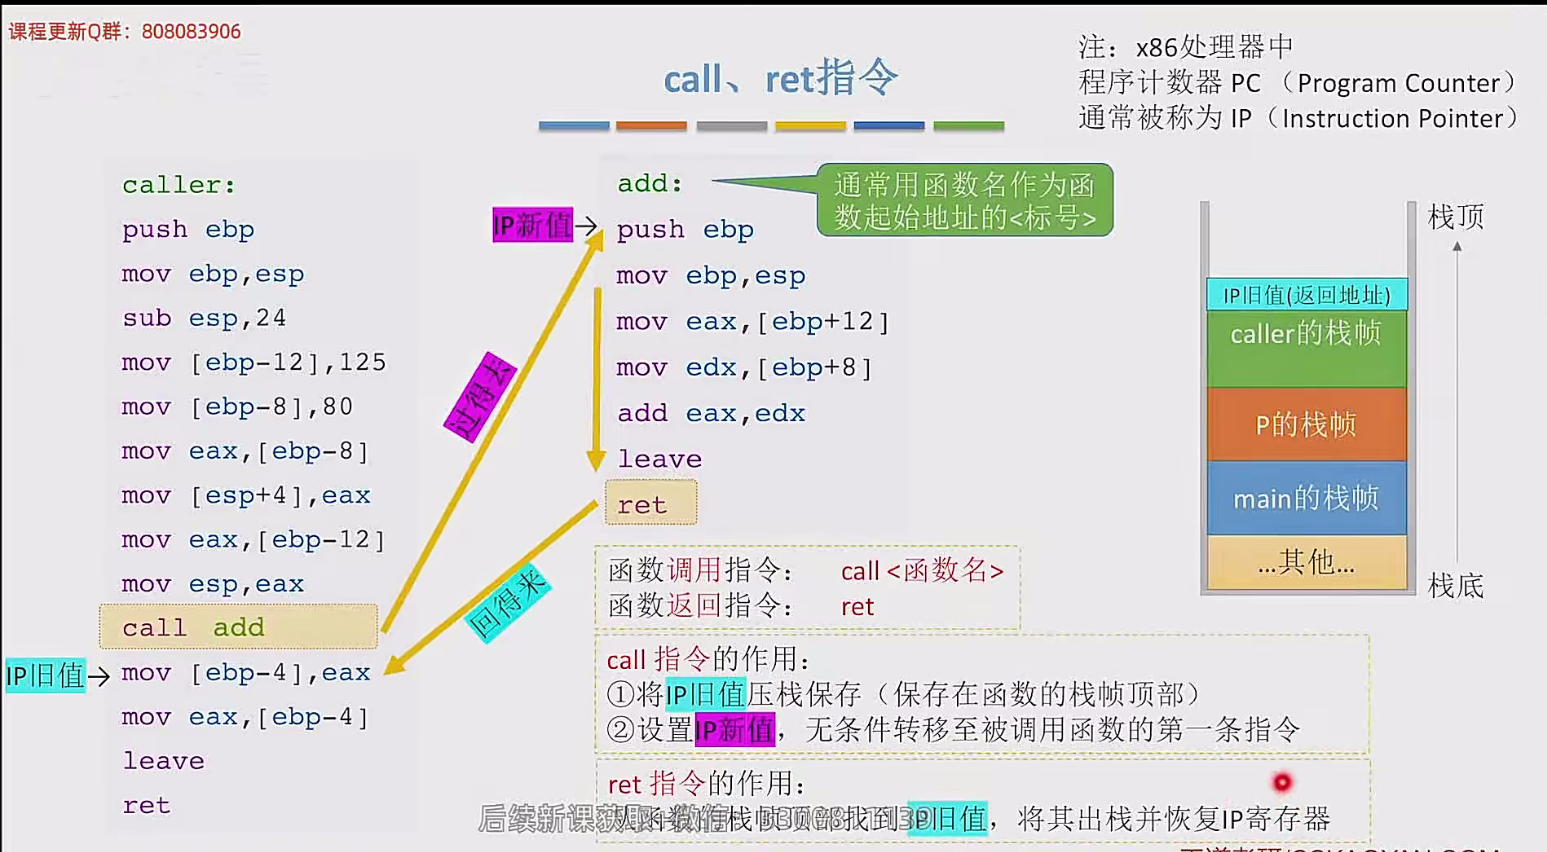 课程更新Q群：808083906
call、ret指令
注：x86处理器中
程序计数器 PC （Program Counter）
通常被称为 IP（Instruction Pointer）
caller:
push ebp
mov ebp,esp
sub esp,24
mov [ebp-12],125
mov [ebp-8],80
mov eax,[ebp-8]
mov [esp+4],eax
mov eax,[ebp-12]
mov esp,eax
call add
IP旧值→
mov [ebp-4],eax
mov eax,[ebp-4]
leave
ret
过得去
回得来
add:
IP新值→
push ebp
mov ebp,esp
mov eax,[ebp+12]
mov edx,[ebp+8]
add eax,edx
leave
ret
通常用函数名作为函
数起始地址的<标号>
栈顶
IP旧值(返回地址)
caller的栈帧
P的栈帧
main的栈帧
...其他...
栈底
函数调用指令： call <函数名>
函数返回指令： ret
call 指令的作用：
①将IP旧值压栈保存（保存在函数的栈帧顶部）
②设置IP新值，无条件转移至被调用函数的第一条指令
ret 指令的作用：
从函数的栈帧顶部找到IP旧值，将其出栈并恢复IP寄存器
后续新课获取 微信